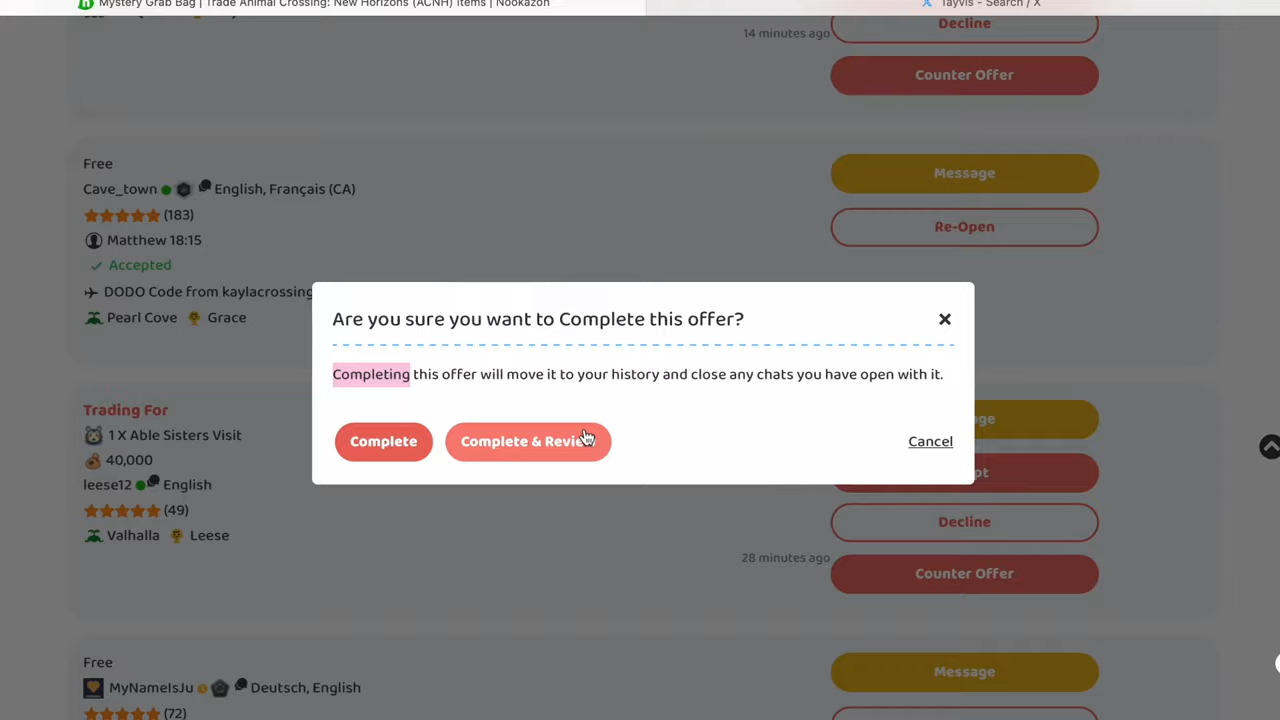 Mystery Grab Bag | Trade Animal Crossing: New Horizons (ACNH) Items | Nookazon
Tayvis - Search / X
Decline
14 minutes ago
Counter Offer
Free
Message
Cave_town English, Français (CA)
(183)
Re-Open
Matthew 18:15
Accepted
DODO Code from kaylacrossing
Pearl Cove Grace
Are you sure you want to Complete this offer?
Completing this offer will move it to your history and close any chats you have open with it.
Complete
Complete & Review
Cancel
Trading For
1 X Able Sisters Visit
40,000
leese12 English
(49)
Decline
Valhalla Leese
28 minutes ago
Counter Offer
Free
Message
MyNameIsJu Deutsch, English
(72)